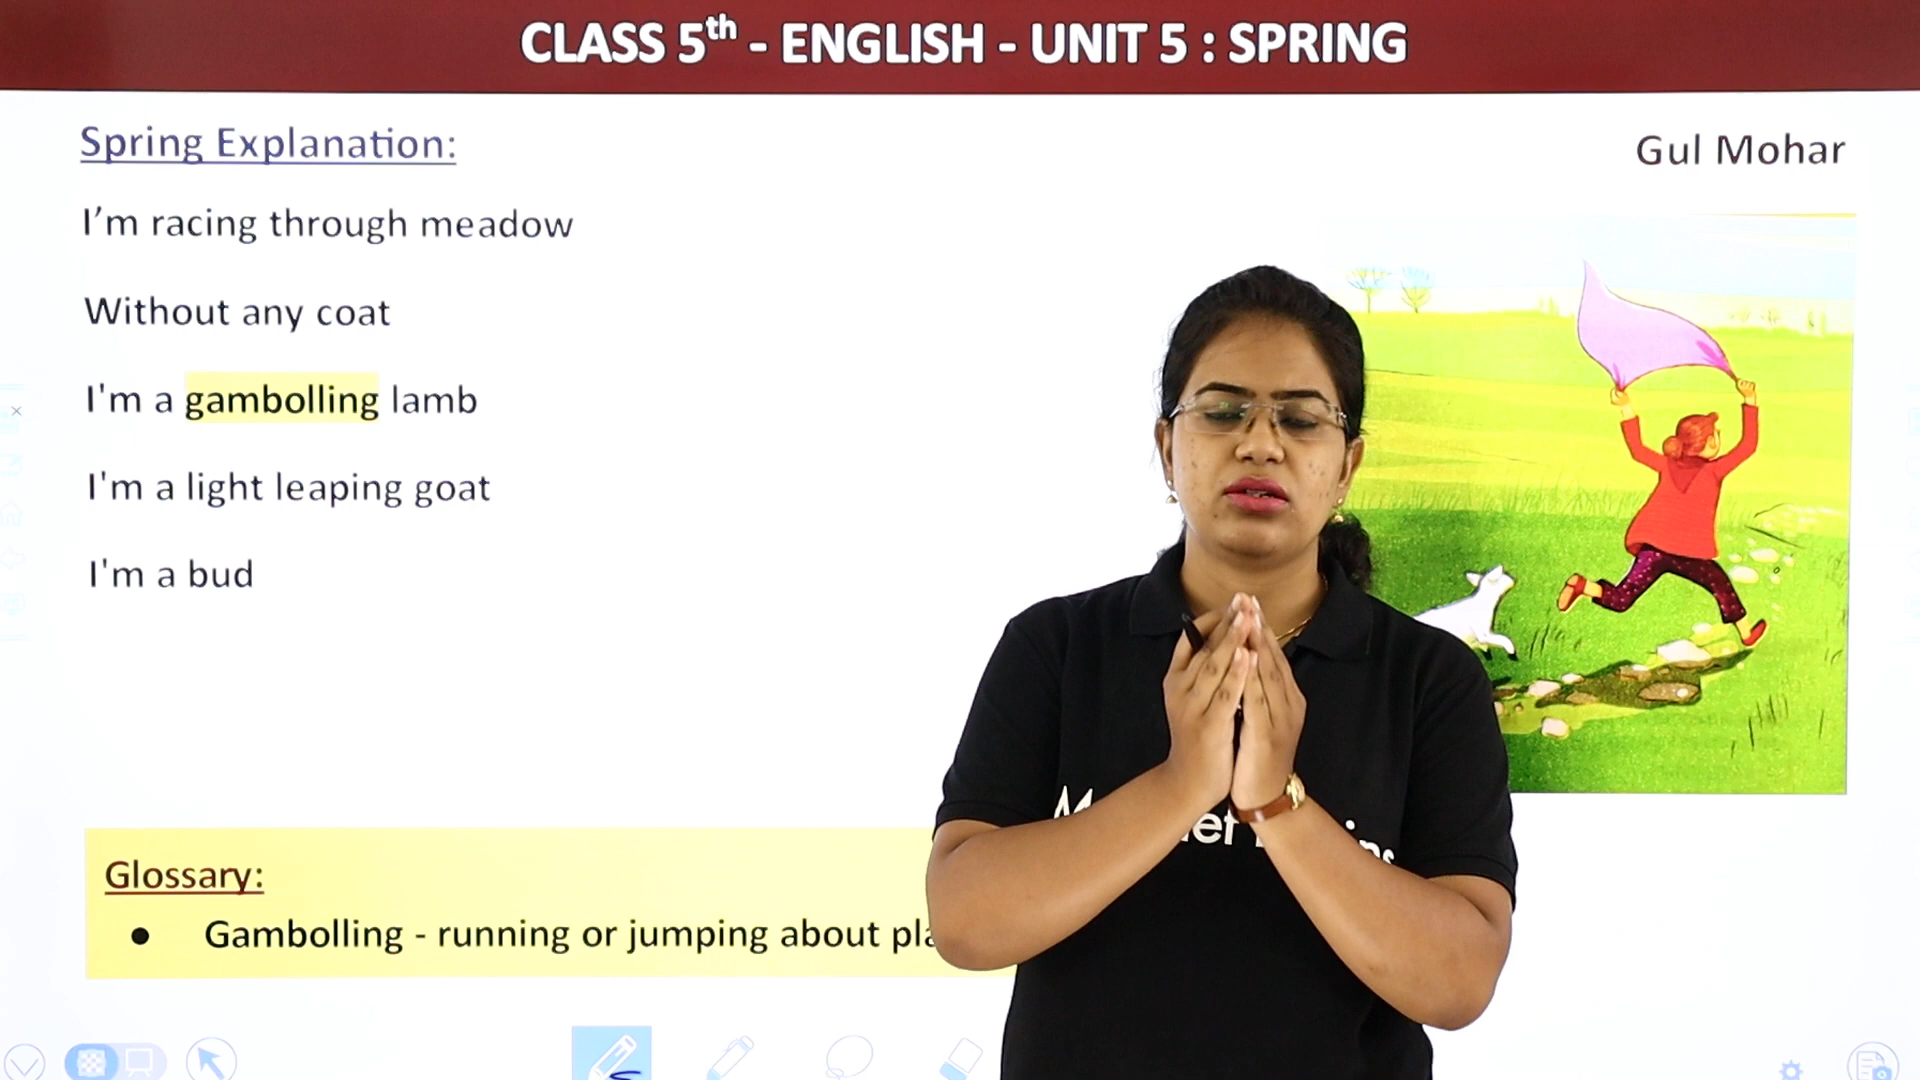 CLASS 5th - ENGLISH - UNIT 5 : SPRING
Spring Explanation:
Gul Mohar
I’m racing through meadow
Without any coat
I'm a gambolling lamb
I'm a light leaping goat
I'm a bud
Glossary:
● Gambolling - running or jumping about